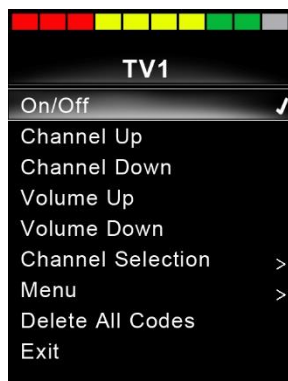 TV1
On/Off
Channel Up
Channel Down
Volume Up
Volume Down
Channel Selection >
Menu >
Delete All Codes
Exit